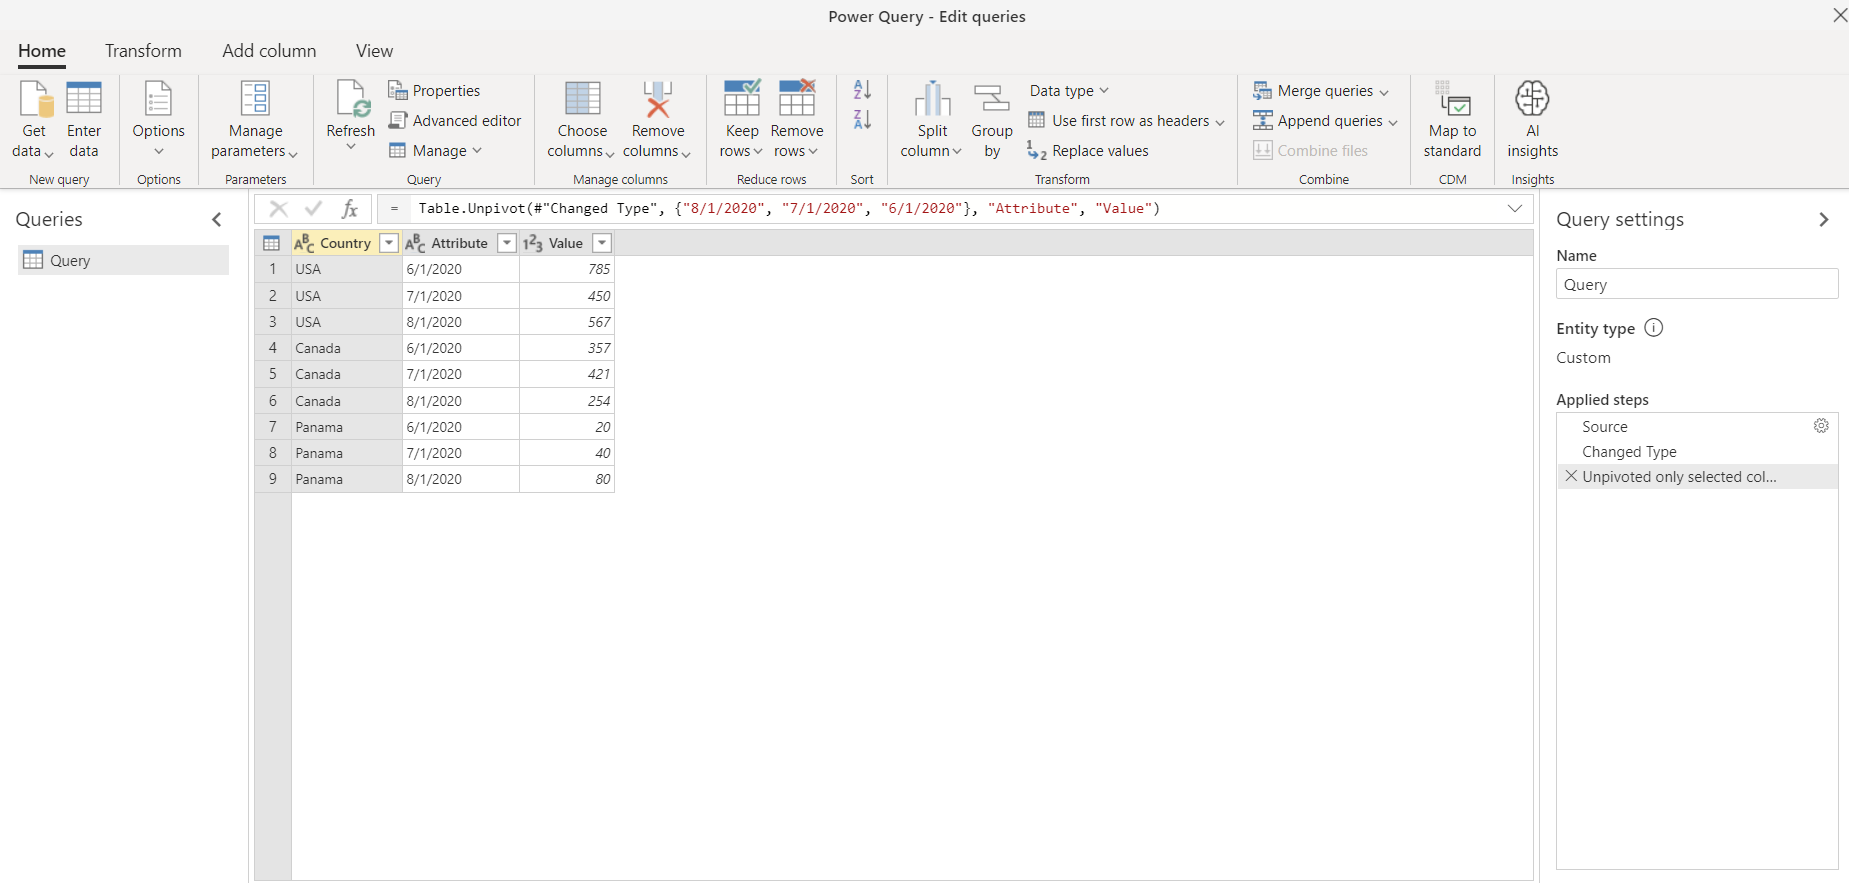 Power Query - Edit queries
Home Transform Add column View
Get data
Enter data
New query
Options
Options
Manage parameters
Parameters
Refresh
Properties
Advanced editor
Manage
Query
Choose columns
Remove columns
Manage columns
Keep rows
Remove rows
Reduce rows
A
Z
Z
A
Sort
Split column
Group by
Data type
Use first row as headers
1 2 Replace values
Transform
Merge queries
Append queries
Combine files
Combine
Map to standard
CDM
AI insights
Insights
Queries
Query
fx = Table.Unpivot(#"Changed Type", {"8/1/2020", "7/1/2020", "6/1/2020"}, "Attribute", "Value")
ABC Country ABC Attribute 123 Value
1 USA 6/1/2020 785
2 USA 7/1/2020 450
3 USA 8/1/2020 567
4 Canada 6/1/2020 357
5 Canada 7/1/2020 421
6 Canada 8/1/2020 254
7 Panama 6/1/2020 20
8 Panama 7/1/2020 40
9 Panama 8/1/2020 80
Query settings
Name
Query
Entity type
Custom
Applied steps
Source
Changed Type
Unpivoted only selected col...